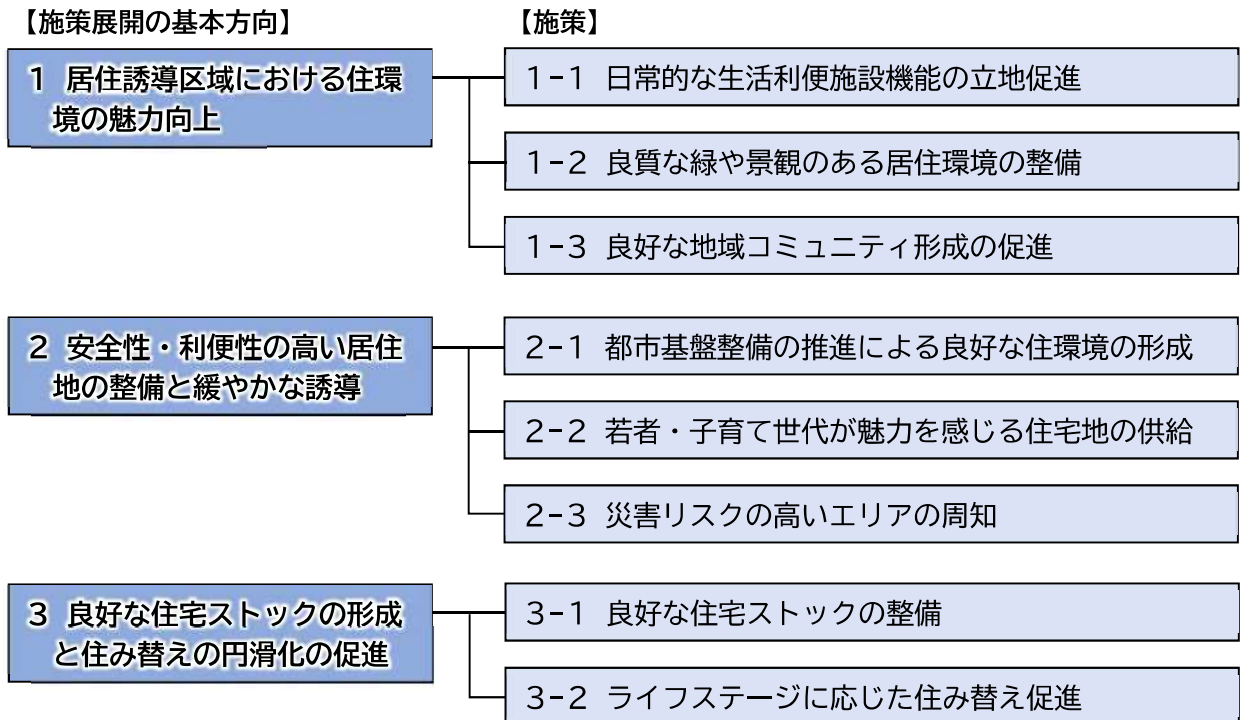 【施策展開の基本方向】
【施策】
1 居住誘導区域における住環
境の魅力向上
1-1 日常的な生活利便施設機能の立地促進
1-2 良質な緑や景観のある居住環境の整備
1-3 良好な地域コミュニティ形成の促進
2 安全性・利便性の高い居住
地の整備と緩やかな誘導
2-1 都市基盤整備の推進による良好な住環境の形成
2-2 若者・子育て世代が魅力を感じる住宅地の供給
2-3 災害リスクの高いエリアの周知
3 良好な住宅ストックの形成
と住み替えの円滑化の促進
3-1 良好な住宅ストックの整備
3-2 ライフステージに応じた住み替え促進